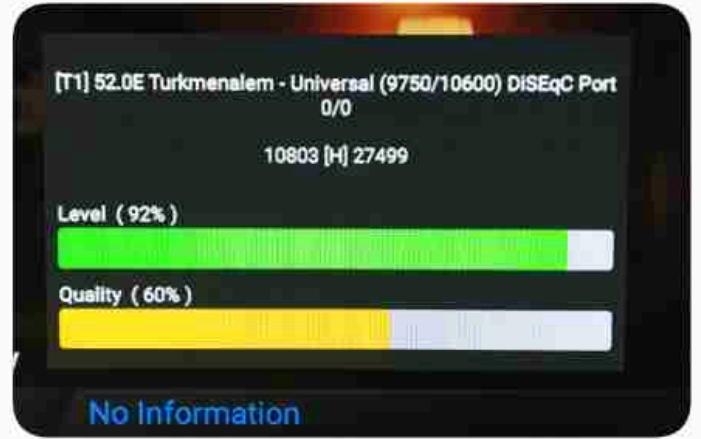 [T1] 52.0E Turkmenalem - Universal (9750/10600) DiSEqC Port
0/0
10803 [H] 27499
Level ( 92% )
Quality ( 60% )
No Information